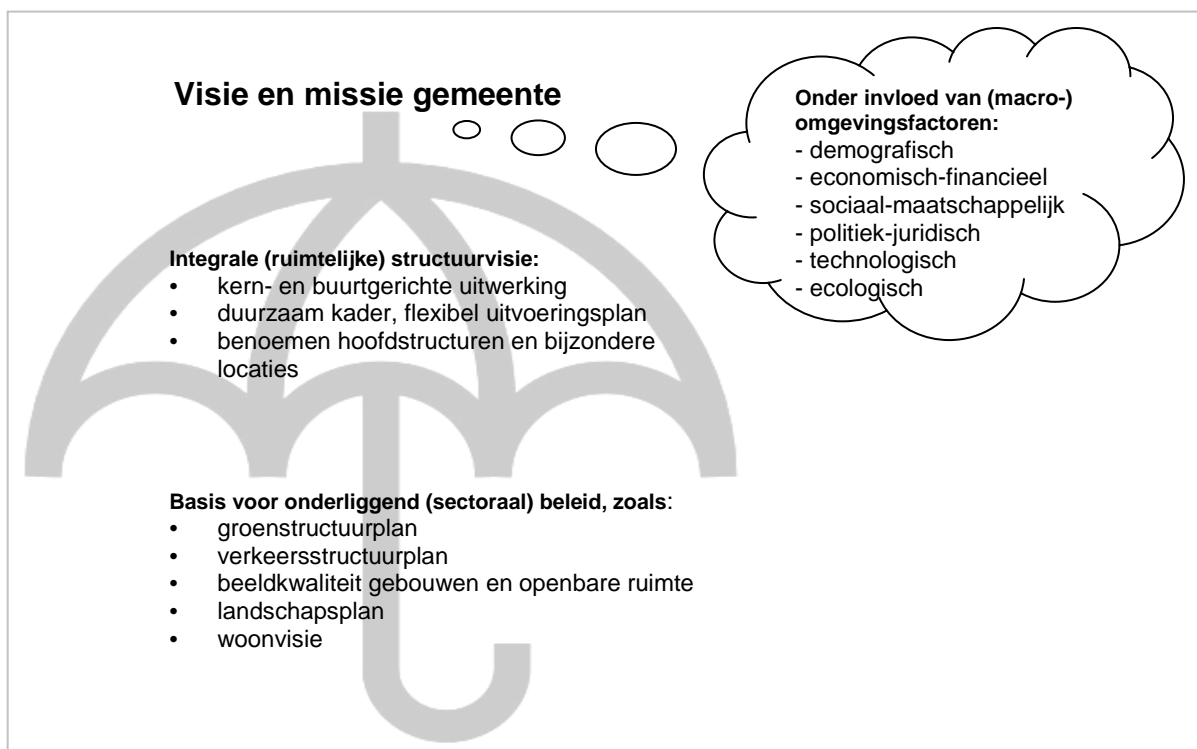 Visie en missie gemeente
Onder invloed van (macro-)
omgevingsfactoren:
- demografisch
- economisch-financieel
- sociaal-maatschappelijk
- politiek-juridisch
- technologisch
- ecologisch
Integrale (ruimtelijke) structuurvisie:
• kern- en buurtgerichte uitwerking
• duurzaam kader, flexibel uitvoeringsplan
• benoemen hoofdstructuren en bijzondere
locaties
Basis voor onderliggend (sectoraal) beleid, zoals:
• groenstructuurplan
• verkeersstructuurplan
• beeldkwaliteit gebouwen en openbare ruimte
• landschapsplan
• woonvisie